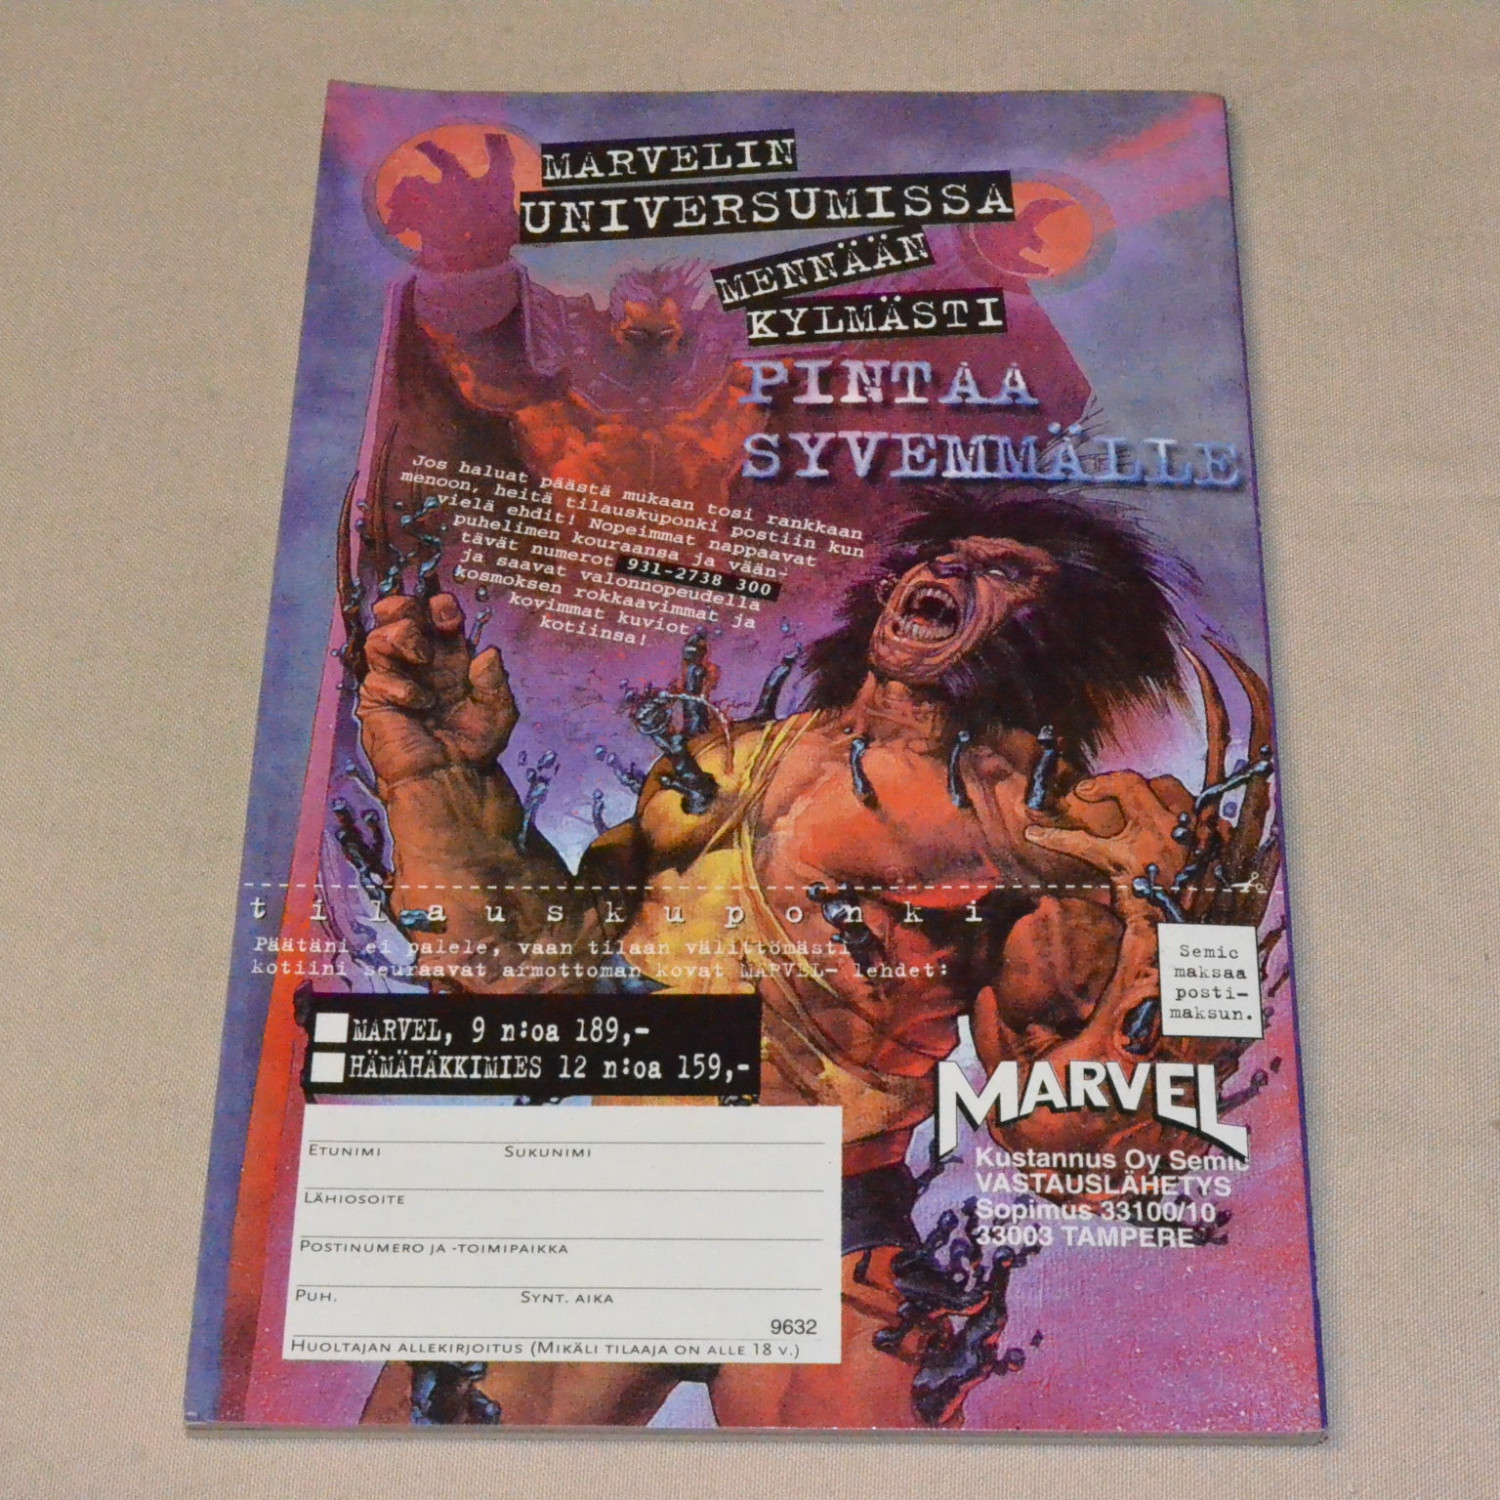 MARVELIN
UNIVERSUMISSA
MENNÄÄN
KYLMÄSTI
PINTAA
SYVEMMÄLLE
Jos haluat päästä mukaan tosi rankkaan
menoon, heitä tilauskuponki postiin kun
vielä ehdit! Nopeimmat nappaavat
puhelimen kouraansa ja vään-
tävät numerot 931-2738 300
ja saavat valonnopeudella
kosmoksen rokkaavimmat ja
kovimmat kuviot
kotiinsa!
tilauskuponki
Päätäni ei palele, vaan tilaan välittömästi
kotiini seuraavat armottoman kovat MARVEL- lehdet:
Semic
maksaa
posti-
maksun.
MARVEL, 9 n:oa 189,-
HÄMÄHÄKKIMIES 12 n:oa 159,-
MARVEL
Kustannus Oy Semic
VASTAUSLÄHETYS
Sopimus 33100/10
33003 TAMPERE
ETUNIMI SUKUNIMI
LÄHIOSOITE
POSTINUMERO JA -TOIMIPAIKKA
PUH. SYNT. AIKA
9632
HUOLTAJAN ALLEKIRJOITUS (MIKÄLI TILAAJA ON ALLE 18 V.)